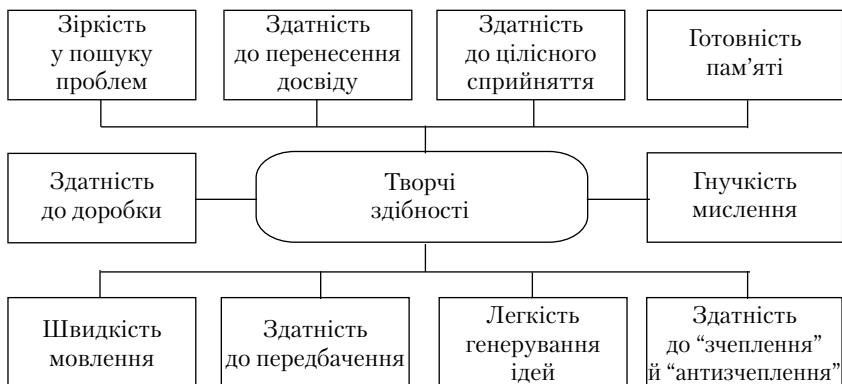 Зіркість
у пошуку
проблем
Здатність
до перенесення
досвіду
Здатність
до цілісного
сприйняття
Готовність
пам’яті
Здатність
до доробки
Творчі
здібності
Гнучкість
мислення
Швидкість
мовлення
Здатність
до передбачення
Легкість
генерування
ідей
Здатність
до “зчеплення”
й “антизчеплення”